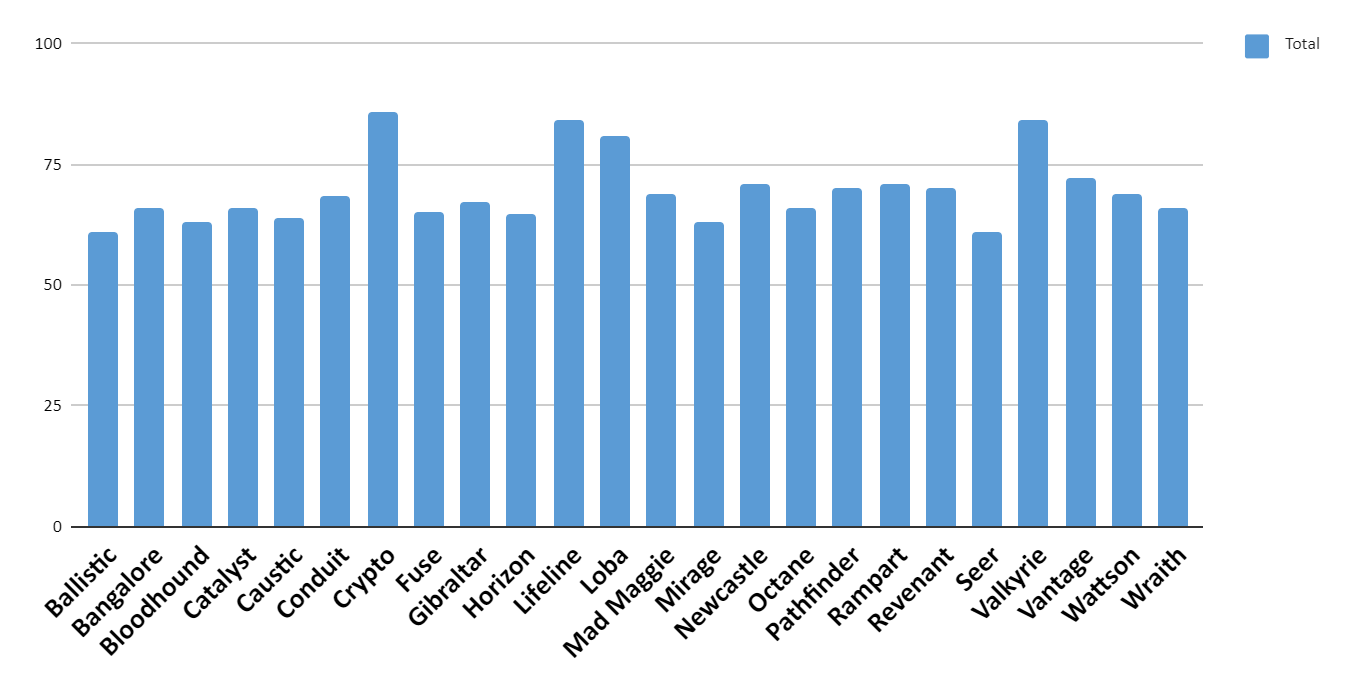 100
Total
75
50
25
0
Ballistic
Bangalore
Bloodhound
Catalyst
Caustic
Conduit
Crypto
Fuse
Gibraltar
Horizon
Lifeline
Loba
Mad Maggie
Mirage
Newcastle
Octane
Pathfinder
Rampart
Revenant
Seer
Valkyrie
Vantage
Wattson
Wraith